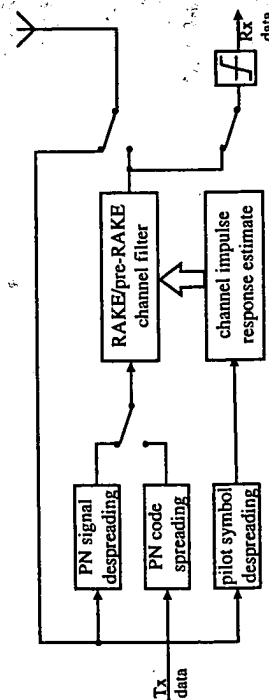 Tx
data
PN signal
despreading
PN code
spreading
pilot symbol
despreading
RAKE/pre-RAKE
channel filter
channel impulse
response estimate
Rx
data